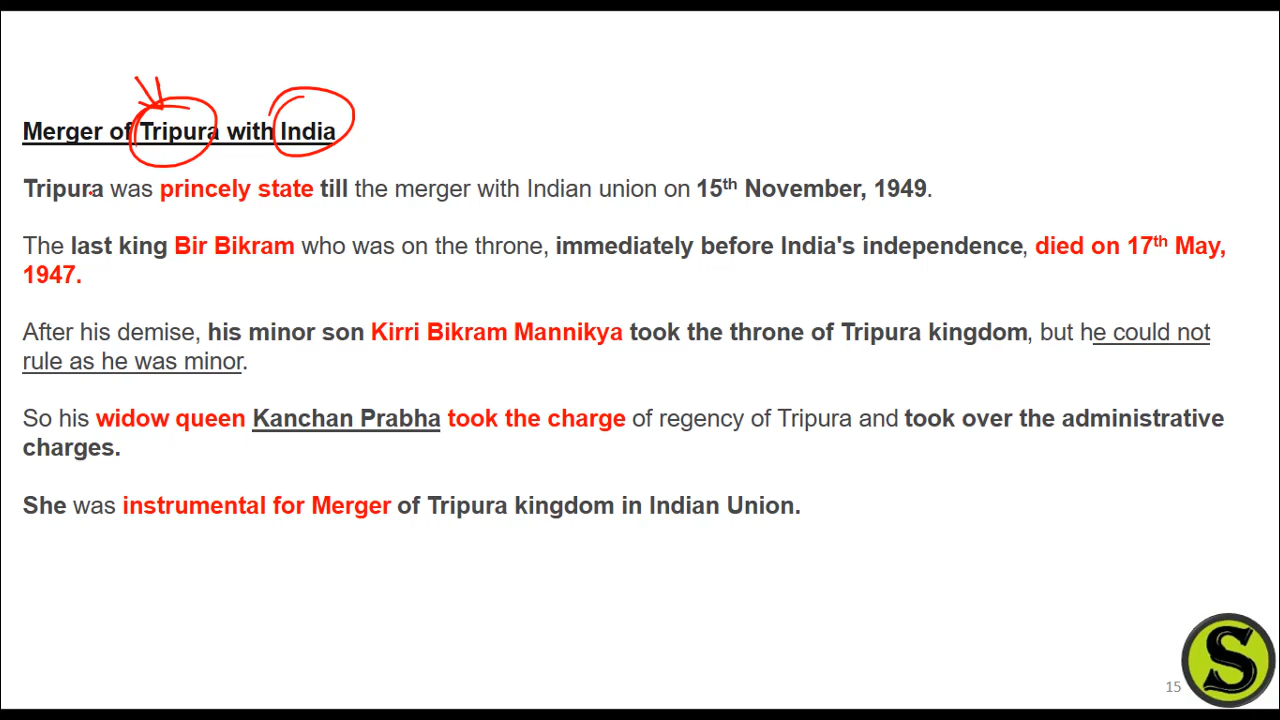 Merger of Tripura with India
Tripura was princely state till the merger with Indian union on 15th November, 1949.
The last king Bir Bikram who was on the throne, immediately before India's independence, died on 17th May,
1947.
After his demise, his minor son Kirri Bikram Mannikya took the throne of Tripura kingdom, but he could not
rule as he was minor.
So his widow queen Kanchan Prabha took the charge of regency of Tripura and took over the administrative
charges.
She was instrumental for Merger of Tripura kingdom in Indian Union.
15
S